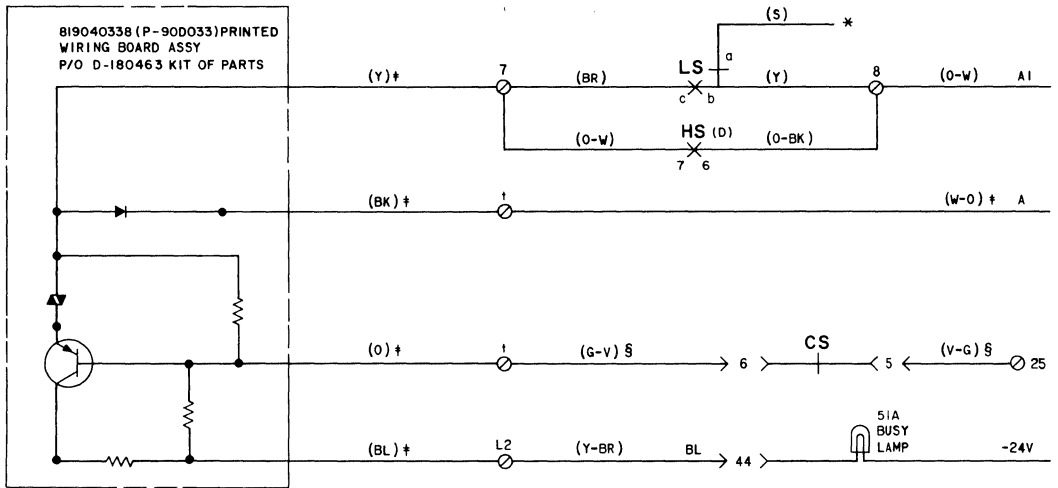 (S) *
819040338 (P-90D033) PRINTED
WIRING BOARD ASSY
P/O D-180463 KIT OF PARTS
a
(Y)‡ 7 (BR) LS (Y) 8 (O-W) A1
c b
(O-W) HS (D) (O-BK)
7 6
(BK)‡ † (W-O)‡ A
(O)‡ † (G-V)§ 6 CS 5 (V-G)§ 25
51A
BUSY
LAMP
(BL)‡ L2 (Y-BR) BL 44 -24V